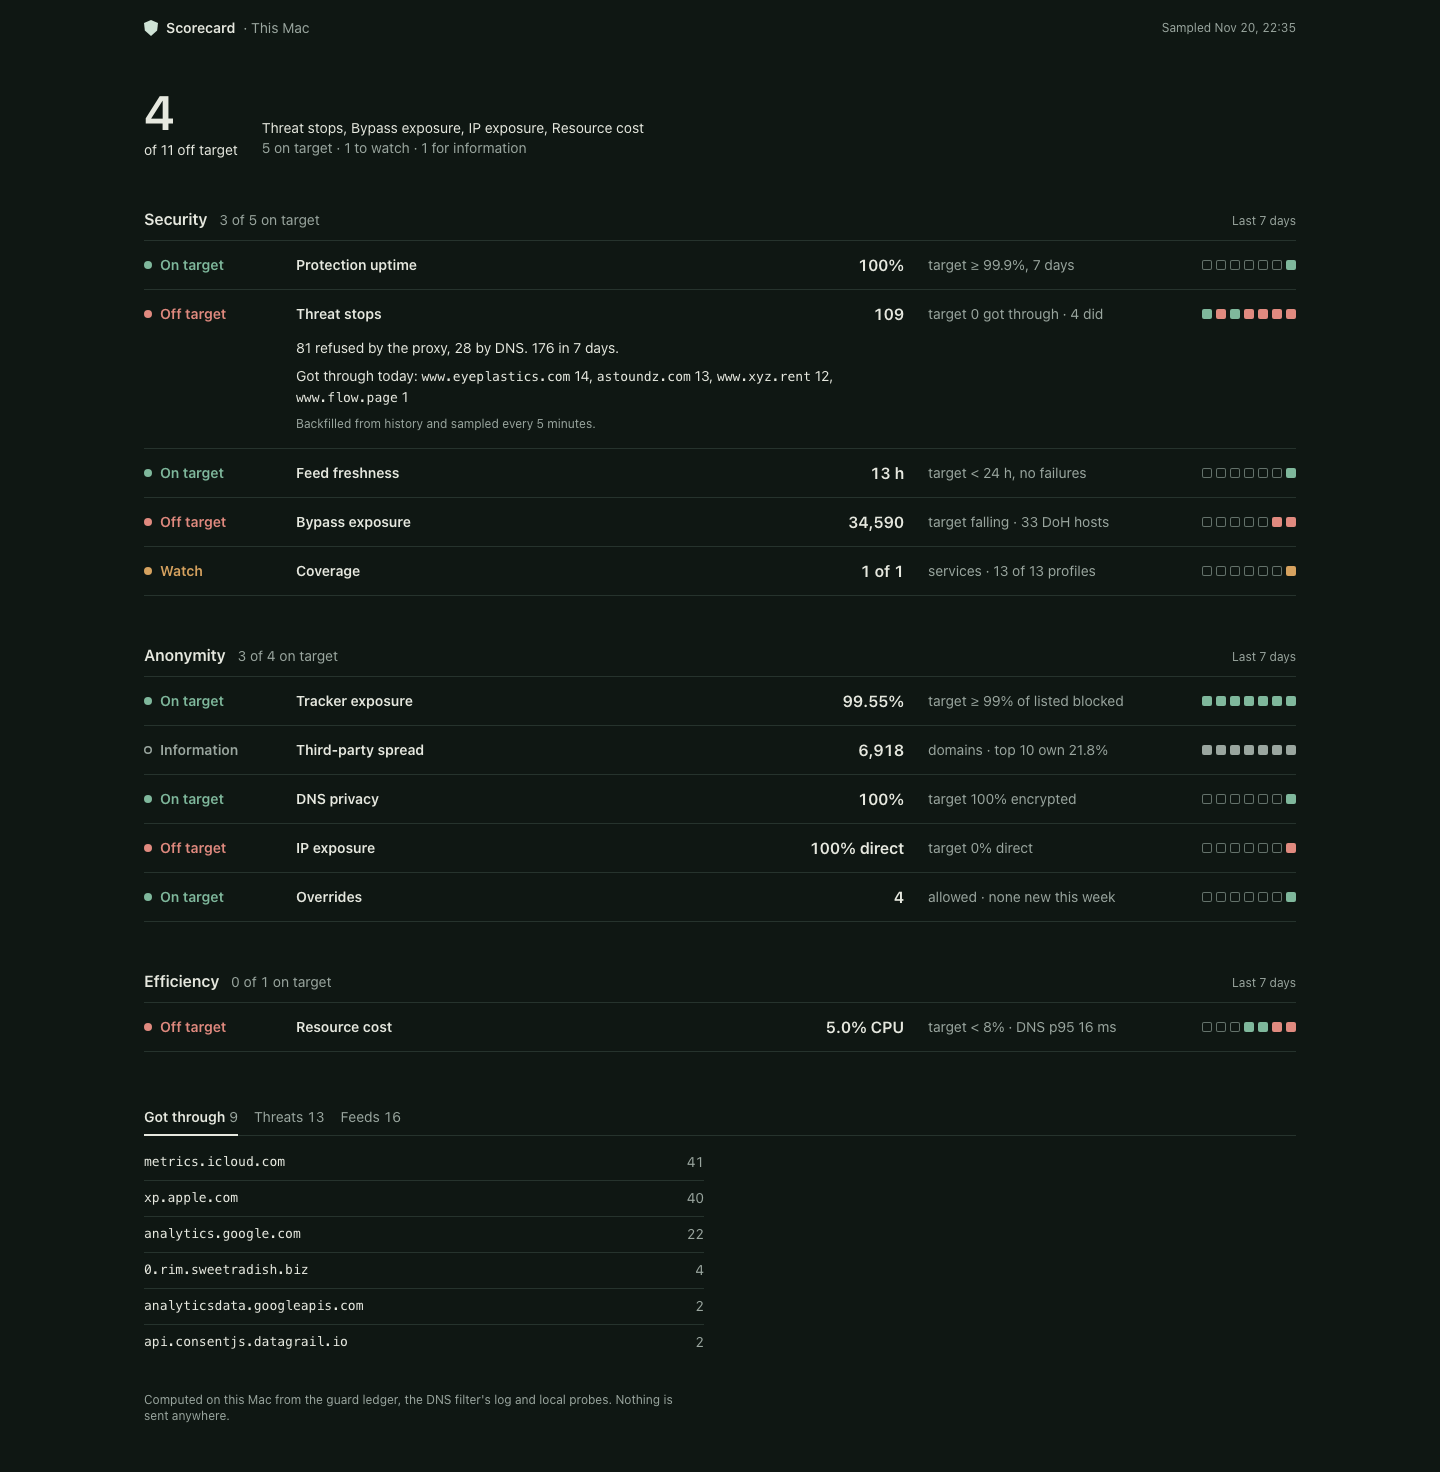 Scorecard · This Mac
Sampled Nov 20, 22:35
4
of 11 off target
Threat stops, Bypass exposure, IP exposure, Resource cost
5 on target · 1 to watch · 1 for information
Security 3 of 5 on target
Last 7 days
On target Protection uptime 100% target ≥ 99.9%, 7 days
Off target Threat stops 109 target 0 got through · 4 did
81 refused by the proxy, 28 by DNS. 176 in 7 days.
Got through today: www.eyeplastics.com 14, astoundz.com 13, www.xyz.rent 12,
www.flow.page 1
Backfilled from history and sampled every 5 minutes.
On target Feed freshness 13 h target < 24 h, no failures
Off target Bypass exposure 34,590 target falling · 33 DoH hosts
Watch Coverage 1 of 1 services · 13 of 13 profiles
Anonymity 3 of 4 on target
Last 7 days
On target Tracker exposure 99.55% target ≥ 99% of listed blocked
Information Third-party spread 6,918 domains · top 10 own 21.8%
On target DNS privacy 100% target 100% encrypted
Off target IP exposure 100% direct target 0% direct
On target Overrides 4 allowed · none new this week
Efficiency 0 of 1 on target
Last 7 days
Off target Resource cost 5.0% CPU target < 8% · DNS p95 16 ms
Got through 9 Threats 13 Feeds 16
metrics.icloud.com 41
xp.apple.com 40
analytics.google.com 22
0.rim.sweetradish.biz 4
analyticsdata.googleapis.com 2
api.consentjs.datagrail.io 2
Computed on this Mac from the guard ledger, the DNS filter's log and local probes. Nothing is
sent anywhere.